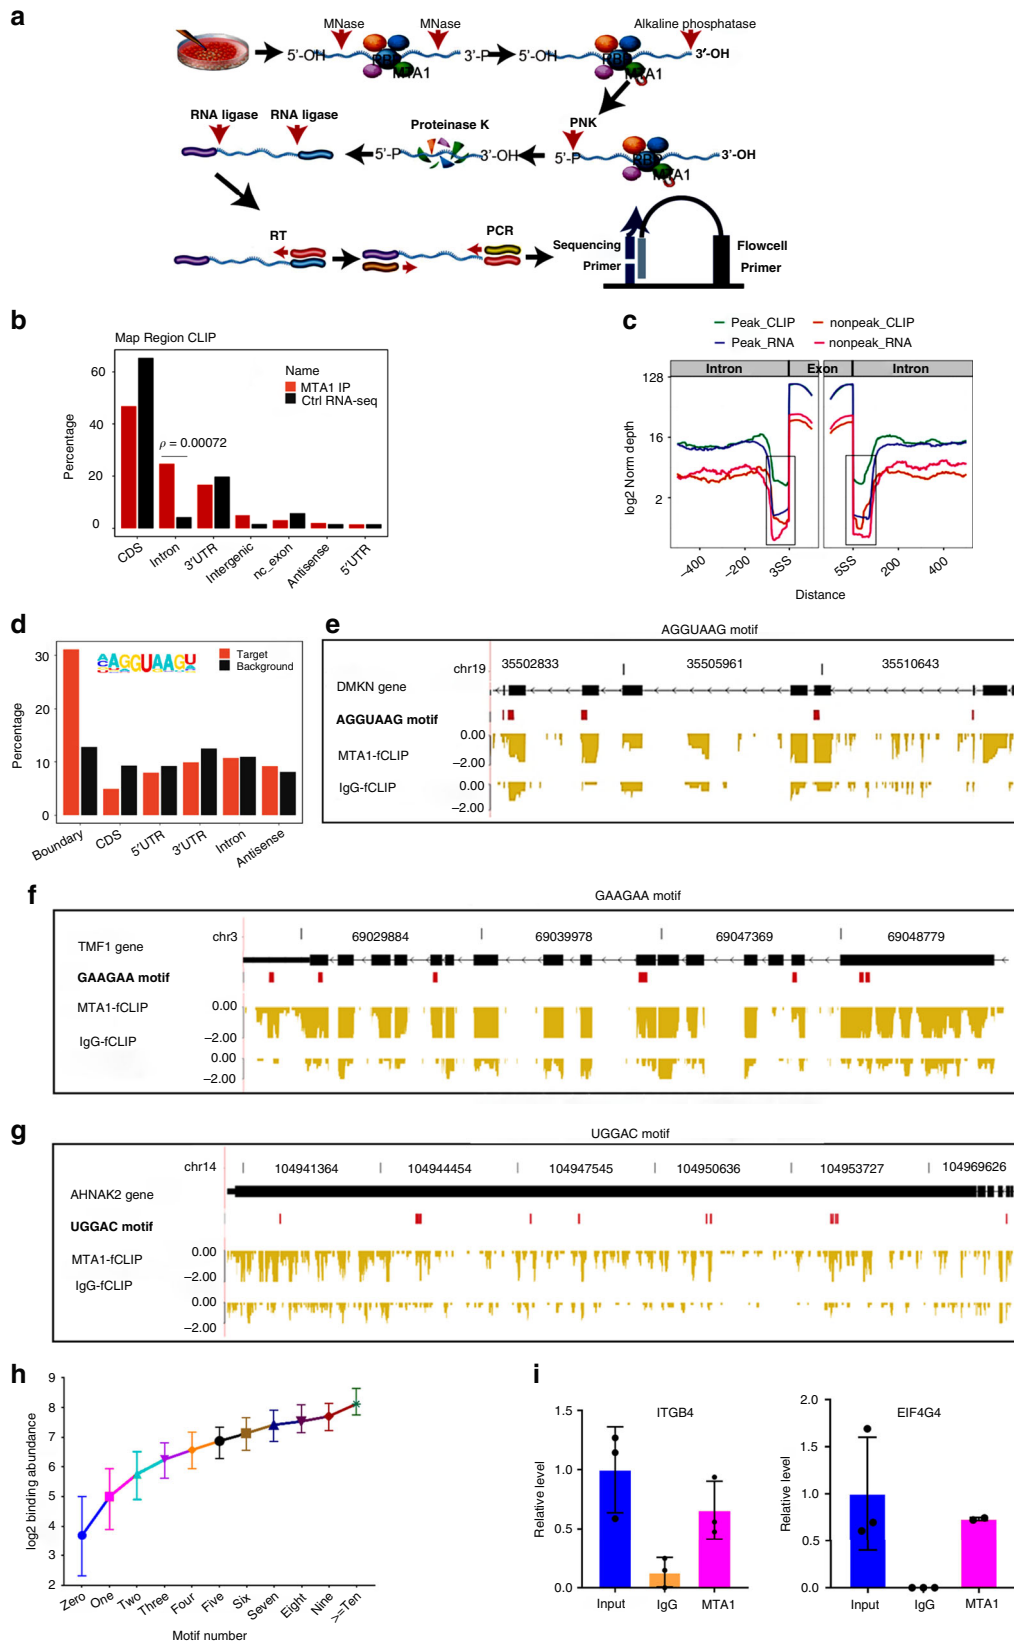 a
MNase MNase Alkaline phosphatase
5′-OH RBP MTA1 3′-P 5′-OH RBP MTA1 3′-OH
RNA ligase RNA ligase Proteinase K PNK
5′-P 3′-OH 5′-P RBP MTA1 3′-OH
RT PCR Sequencing Primer Flowcell Primer
b
Map Region CLIP
Name
MTA1 IP
Ctrl RNA-seq
ρ = 0.00072
Percentage
60
40
20
0
CDS Intron 3′UTR Intergenic nc_exon Antisense 5′UTR
c
Peak_CLIP nonpeak_CLIP
Peak_RNA nonpeak_RNA
Intron Exon Intron
log2 Norm depth
128
16
2
−400 −200 3SS 5SS 200 400
Distance
d
Target
Background
AGGUAAGU
Percentage
30
20
10
0
Boundary CDS 5′UTR 3′UTR Intron Antisense
e
AGGUAAG motif
chr19 35502833 35505961 35510643
DMKN gene
AGGUAAG motif
0.00
MTA1-fCLIP
−2.00
IgG-fCLIP 0.00
−2.00
f
GAAGAA motif
chr3 69029884 69039978 69047369 69048779
TMF1 gene
GAAGAA motif
MTA1-fCLIP 0.00
−2.00
IgG-fCLIP
0.00
−2.00
g
UGGAC motif
chr14 104941364 104944454 104947545 104950636 104953727 104969626
AHNAK2 gene
UGGAC motif
0.00
MTA1-fCLIP
−2.00
IgG-fCLIP
0.00
−2.00
h
log2 binding abundance
9
8
7
6
5
4
3
2
Zero One Two Three Four Five Six Seven Eight Nine >=Ten
Motif number
i
ITGB4
Relative level
1.5
1.0
0.5
0.0
Input IgG MTA1
EIF4G4
Relative level
2.0
1.5
1.0
0.5
0.0
Input IgG MTA1